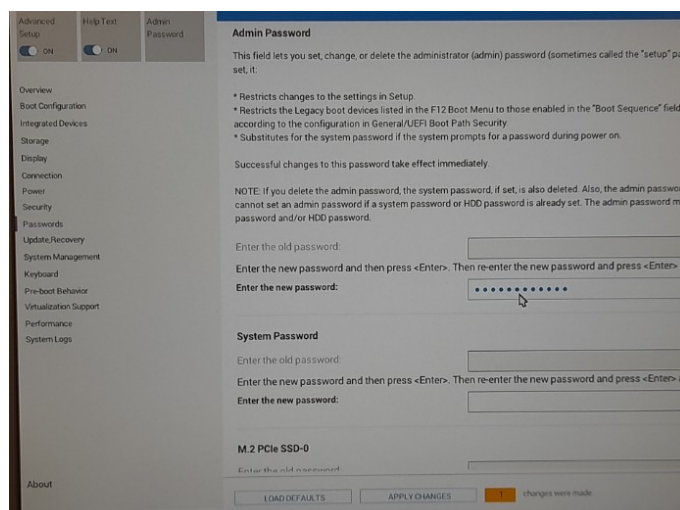 Advanced
Setup
ON
Help Text
ON
Admin
Password
Overview
Boot Configuration
Integrated Devices
Storage
Display
Connection
Power
Security
Passwords
Update,Recovery
System Management
Keyboard
Pre-boot Behavior
Virtualization Support
Performance
System Logs
About
Admin Password
This field lets you set, change, or delete the administrator (admin) password (sometimes called the "setup"
set, it:
* Restricts changes to the settings in Setup.
* Restricts the Legacy boot devices listed in the F12 Boot Menu to those enabled in the "Boot Sequence" field
according to the configuration in General/UEFI Boot Path Security.
* Substitutes for the system password if the system prompts for a password during power on.
Successful changes to this password take effect immediately.
NOTE: If you delete the admin password, the system password, if set, is also deleted. Also, the admin
cannot set an admin password if a system password or HDD password is already set. The admin password
password and/or HDD password.
Enter the old password:
Enter the new password and then press <Enter>. Then re-enter the new password and press <Enter>
Enter the new password:
System Password
Enter the old password:
Enter the new password and then press <Enter>. Then re-enter the new password and press <Enter>
Enter the new password:
M.2 PCIe SSD-0
Enter the old password
LOAD DEFAULTS
APPLY CHANGES
1 changes were made